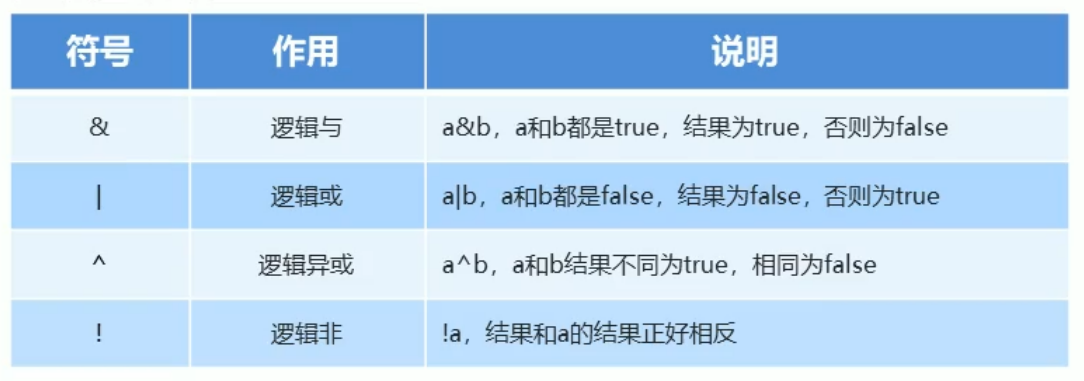 符号 作用 说明
& 逻辑与 a&b，a和b都是true，结果为true，否则为false
| 逻辑或 a|b，a和b都是false，结果为false，否则为true
^ 逻辑异或 a^b，a和b结果不同为true，相同为false
! 逻辑非 !a，结果和a的结果正好相反